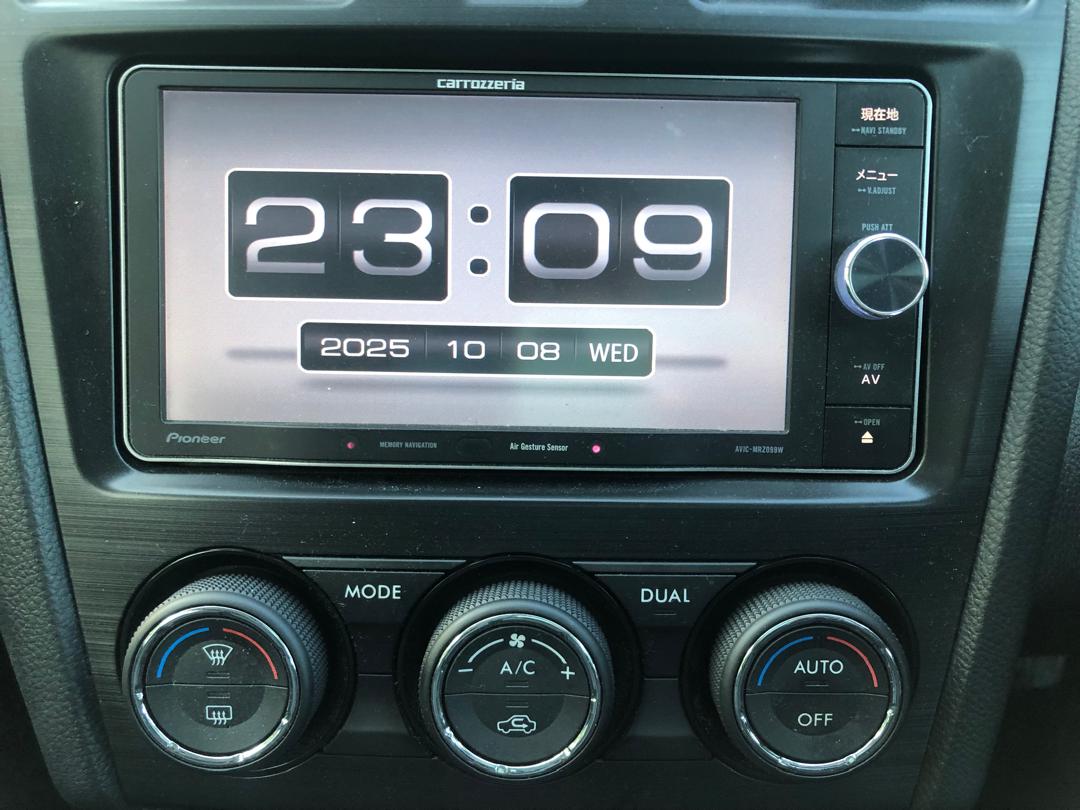 carrozzeria
23:09
2025 10 08 WED
Pioneer
MEMORY NAVIGATION
Air Gesture Sensor
AVIC-MRZ099W
現在地
NAVI STANDBY
メニュー
V.ADJUST
PUSH ATT
AV OFF
AV
OPEN
MODE
DUAL
A/C
- +
AUTO
OFF